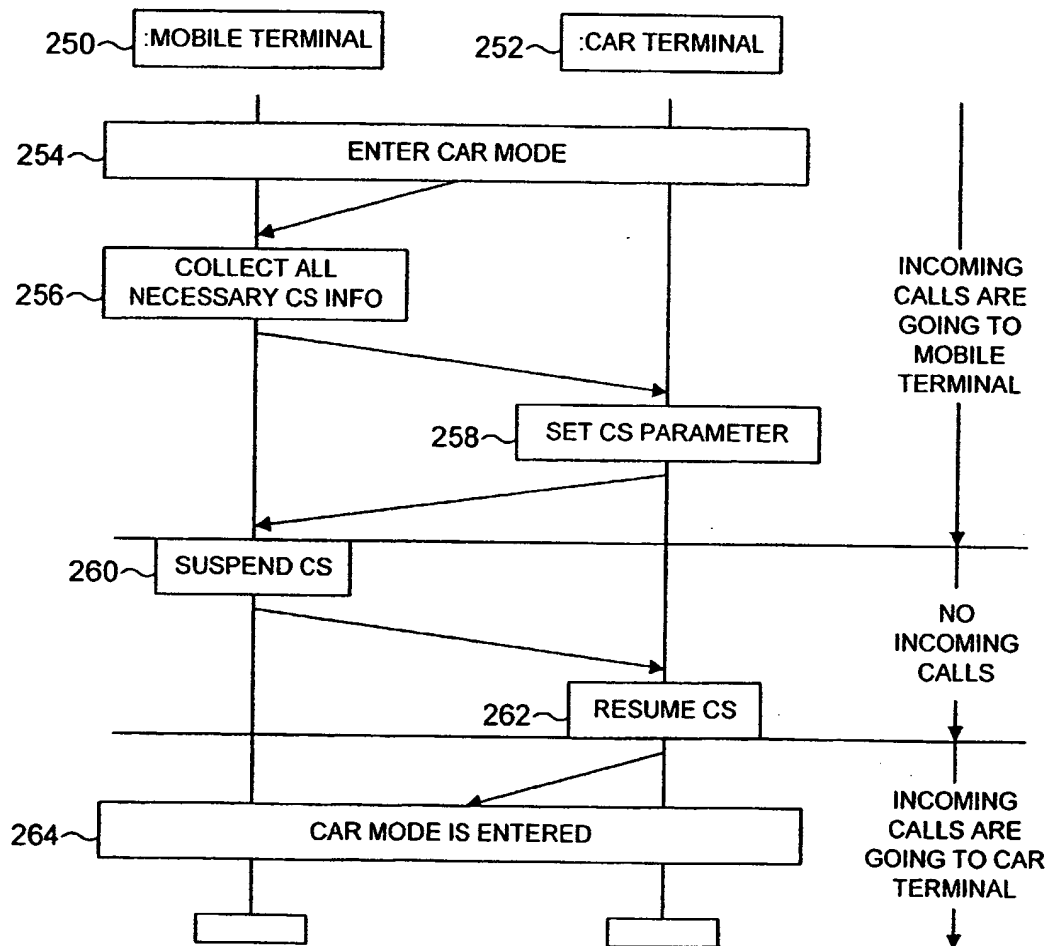 250 :MOBILE TERMINAL
252 :CAR TERMINAL
254 ENTER CAR MODE
256 COLLECT ALL
NECESSARY CS INFO
INCOMING
CALLS ARE
GOING TO
MOBILE
TERMINAL
258 SET CS PARAMETER
260 SUSPEND CS
NO
INCOMING
CALLS
262 RESUME CS
264 CAR MODE IS ENTERED
INCOMING
CALLS ARE
GOING TO CAR
TERMINAL